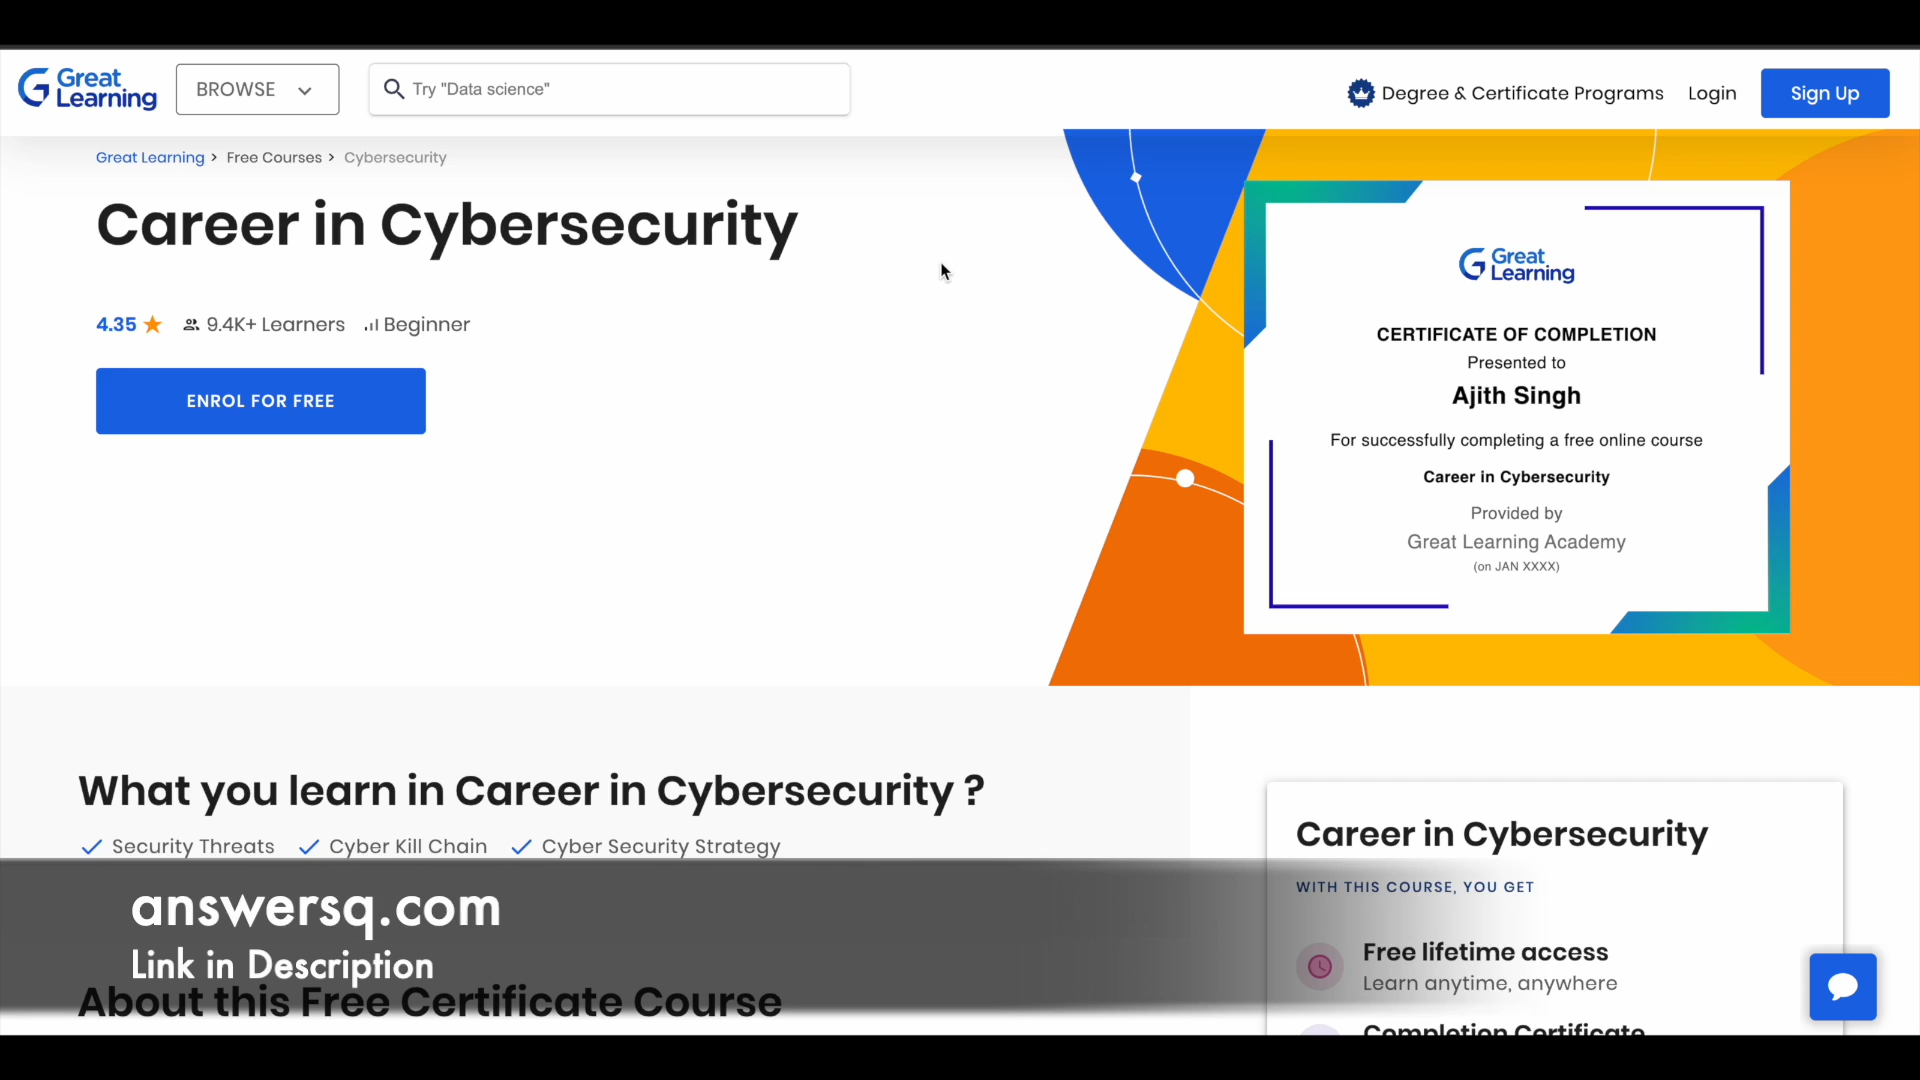 Great Learning
BROWSE
Try "Data science"
Degree & Certificate Programs
Login
Sign Up
Great Learning > Free Courses > Cybersecurity
Career in Cybersecurity
4.35
9.4K+ Learners
Beginner
ENROL FOR FREE
Great Learning
CERTIFICATE OF COMPLETION
Presented to
Ajith Singh
For successfully completing a free online course
Career in Cybersecurity
Provided by
Great Learning Academy
(on JAN XXXX)
What you learn in Career in Cybersecurity ?
Security Threats
Cyber Kill Chain
Cyber Security Strategy
answersq.com
Link in Description
About this Free Certificate Course
Career in Cybersecurity
WITH THIS COURSE, YOU GET
Free lifetime access
Learn anytime, anywhere
Completion Certificate